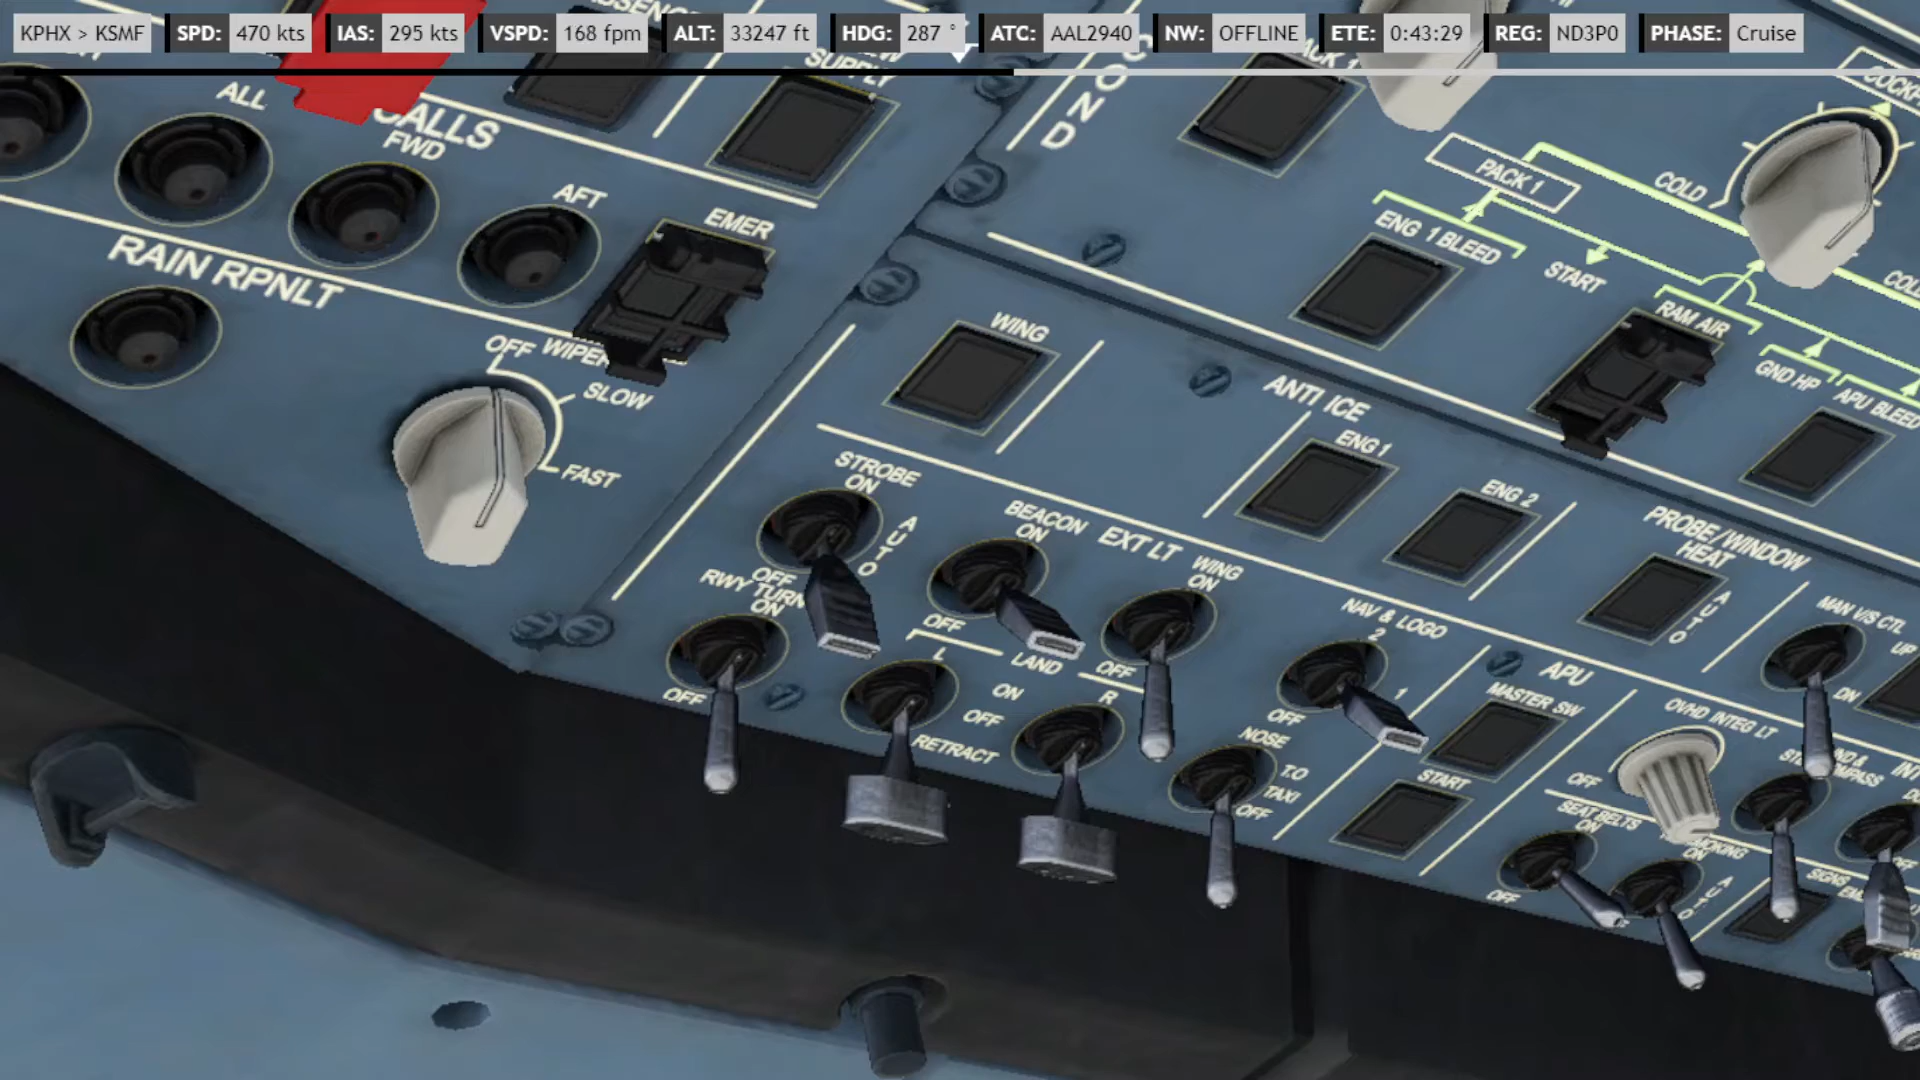 KPHX > KSMF SPD: 470 kts IAS: 295 kts VSPD: 168 fpm ALT: 33247 ft HDG: 287 ° ATC: AAL2940 NW: OFFLINE ETE: 0:43:29 REG: ND3P0 PHASE: Cruise
SUPPLY
COND
ALL
CALLS
FWD
AFT
EMER
RAIN RPNLT
OFF WIPER
SLOW
FAST
PACK 1
COLD
ENG 1 BLEED
START
RAM AIR
GND HP
APU BLEED
WING
ANTI ICE
ENG 1
ENG 2
PROBE/WINDOW
HEAT
AUTO
STROBE
ON
AUTO
OFF
BEACON
ON
OFF
EXT LT
WING
ON
OFF
NAV & LOGO
2
1
OFF
RWY TURN
ON
OFF
L
LAND
R
ON
OFF
RETRACT
NOSE
T.O
TAXI
OFF
APU
MASTER SW
START
MAN V/S CTL
UP
DN
OVHD INTEG LT
OFF
SEAT BELTS
ON
OFF
ON
AUTO
SIGNS